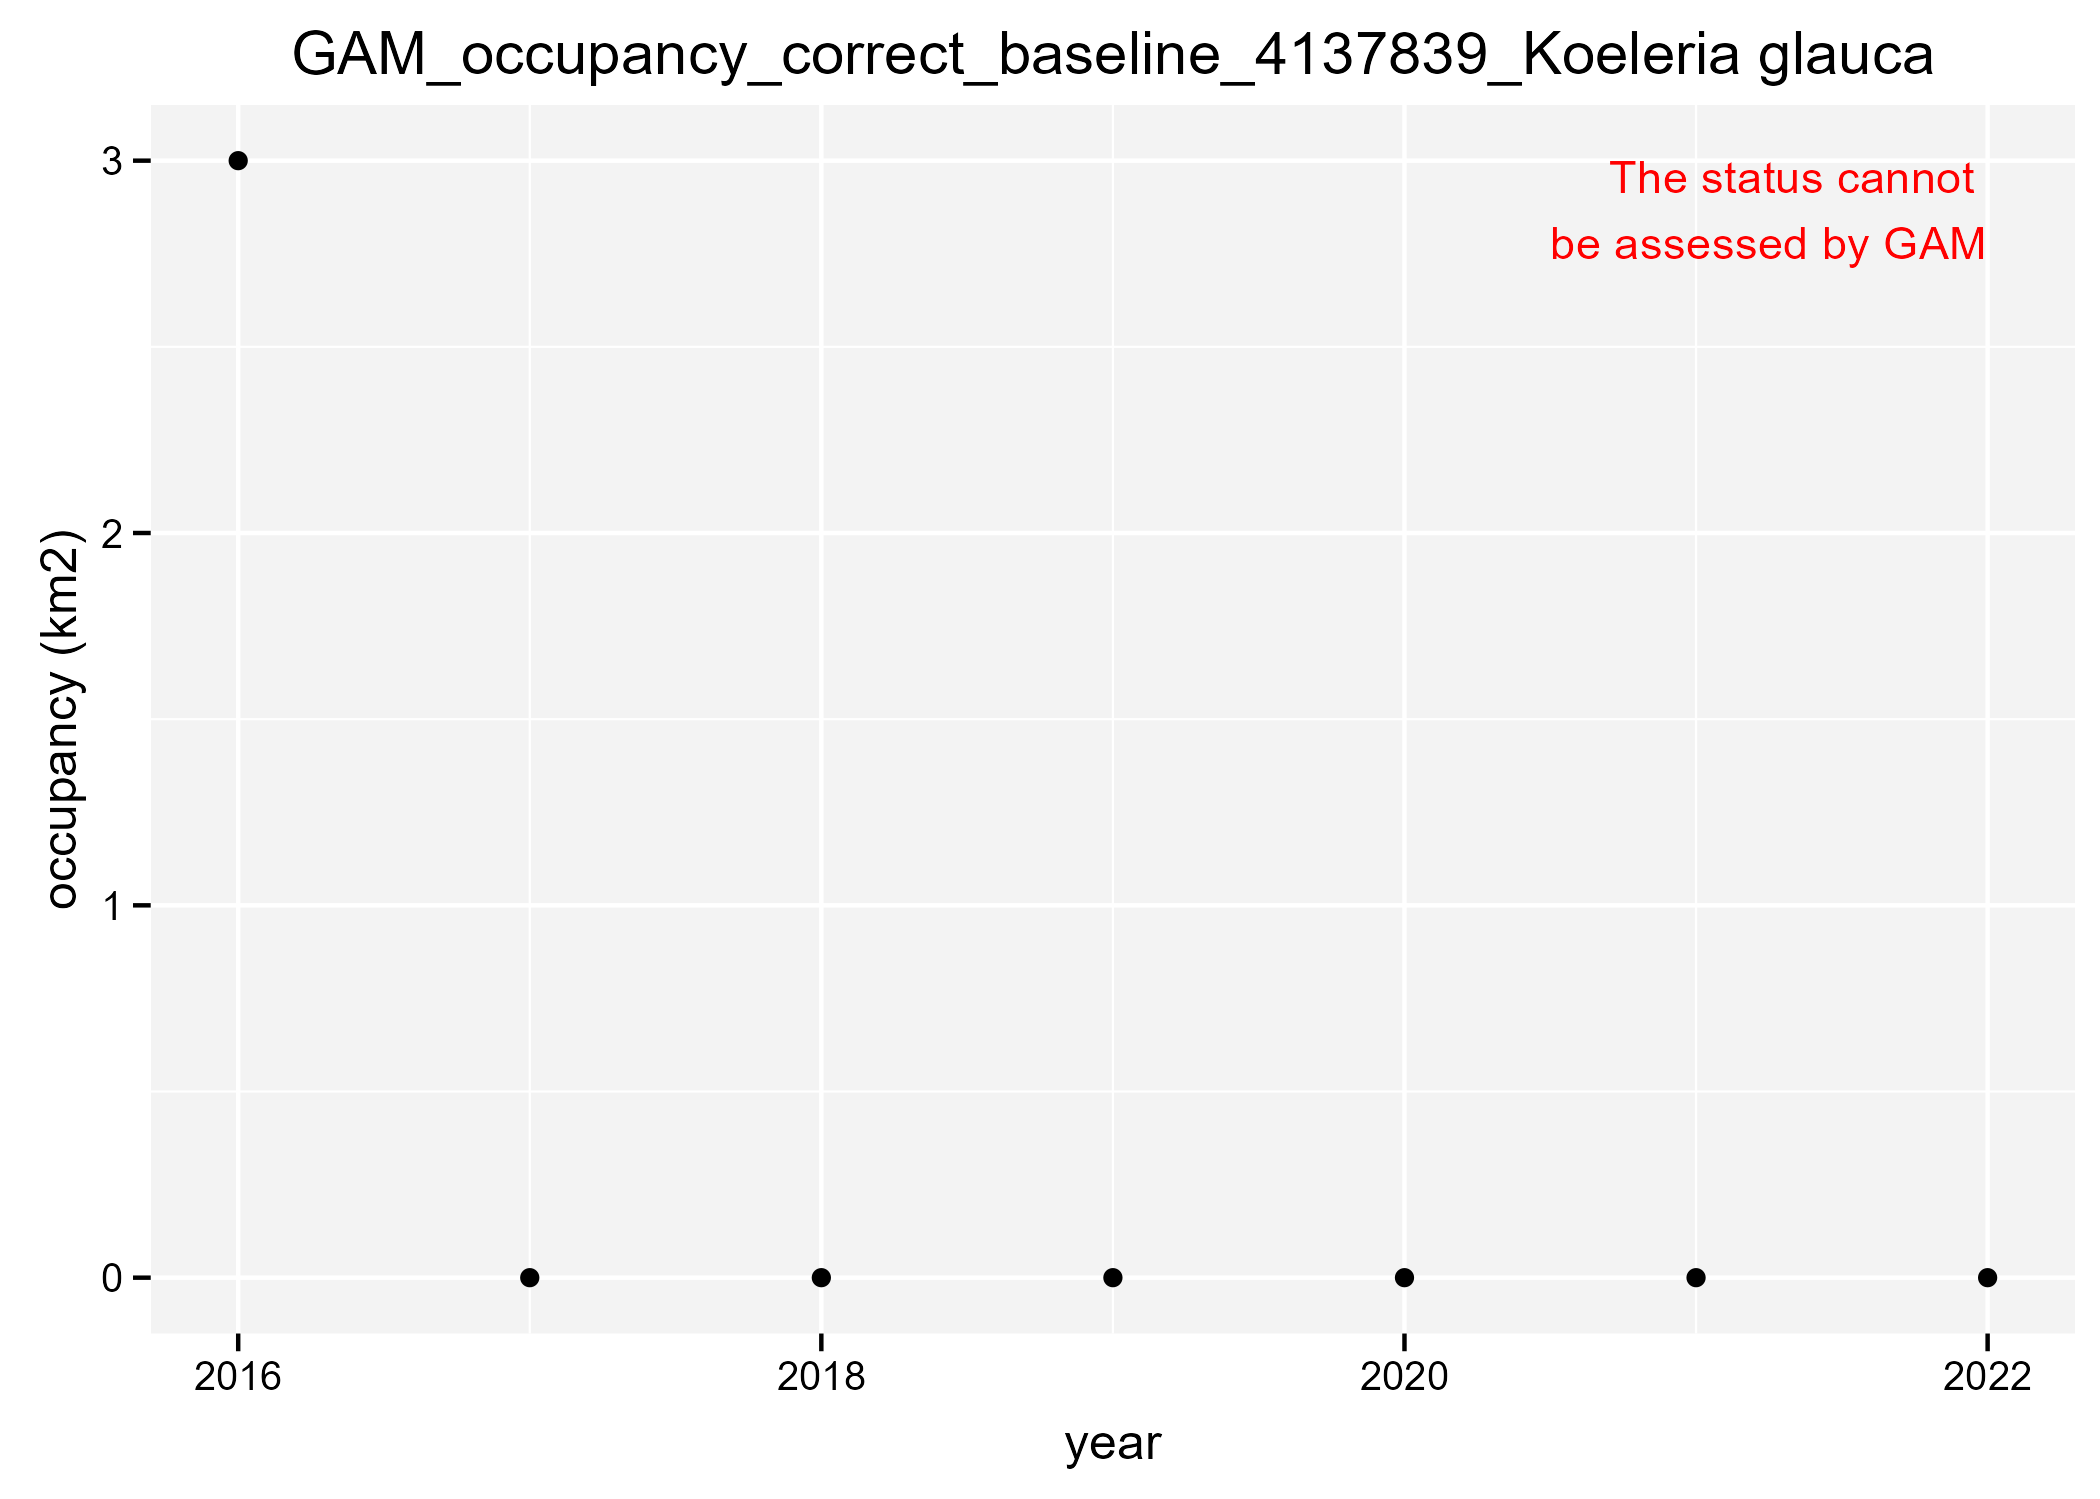 GAM_occupancy_correct_baseline_4137839_Koeleria glauca
The status cannot
be assessed by GAM
occupancy (km2)
3
2
1
0
2016 2018 2020 2022
year